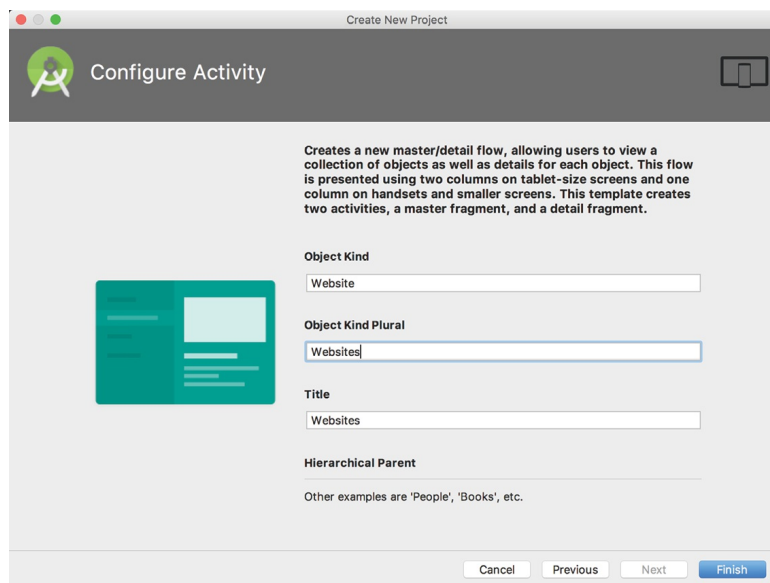 Create New Project
Configure Activity
Creates a new master/detail flow, allowing users to view a
collection of objects as well as details for each object. This flow
is presented using two columns on tablet-size screens and one
column on handsets and smaller screens. This template creates
two activities, a master fragment, and a detail fragment.
Object Kind
Website
Object Kind Plural
Websites
Title
Websites
Hierarchical Parent
Other examples are 'People', 'Books', etc.
Cancel Previous Next Finish